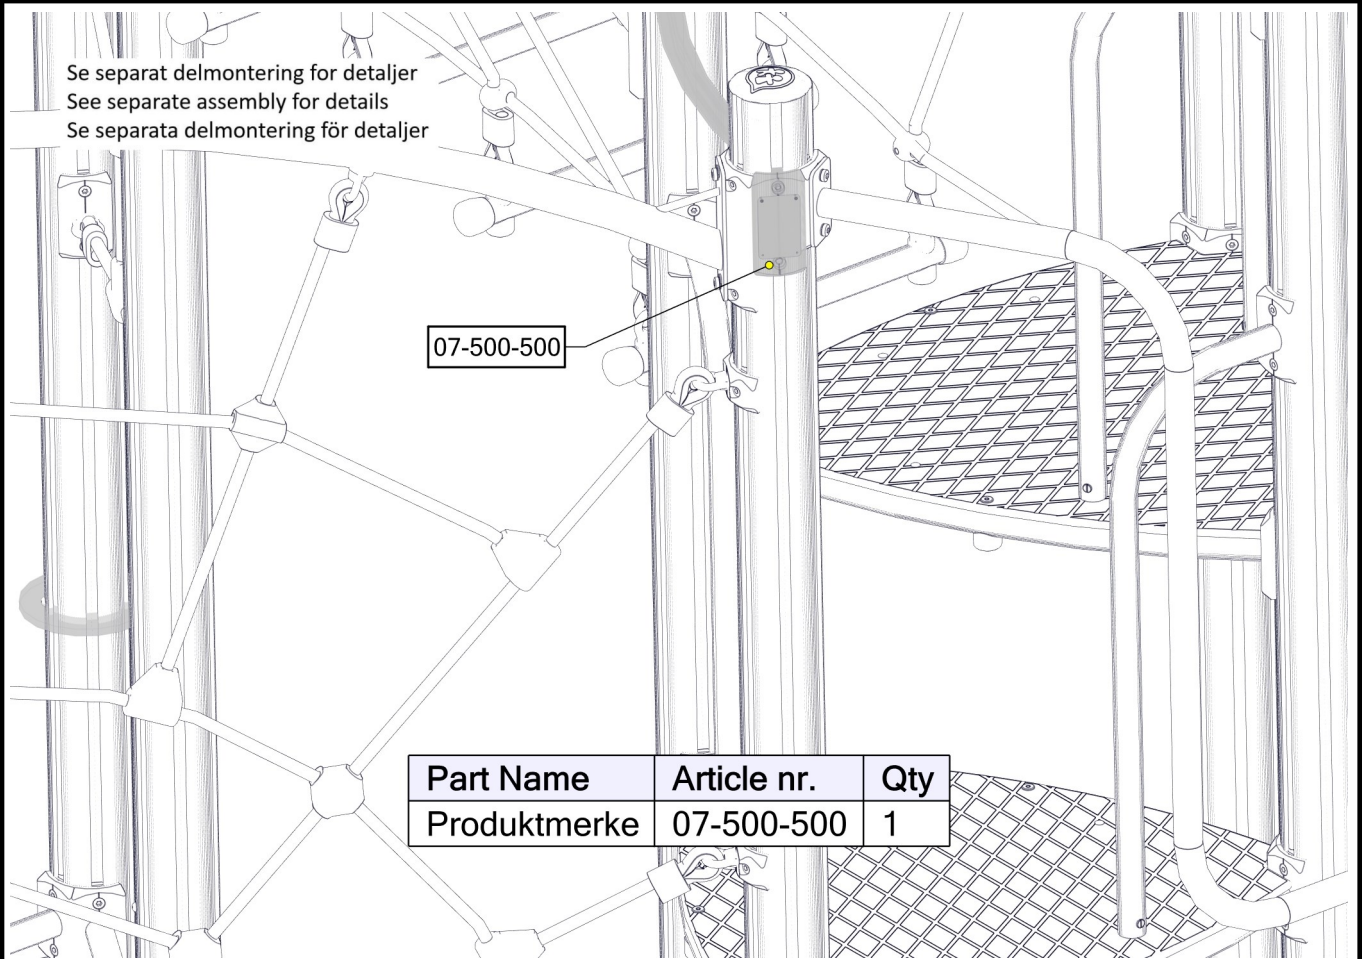 Se separat delmontering for detaljer
See separate assembly for details
Se separata delmontering för detaljer
07-500-500
Part Name Article nr. Qty
Produktmerke 07-500-500 1